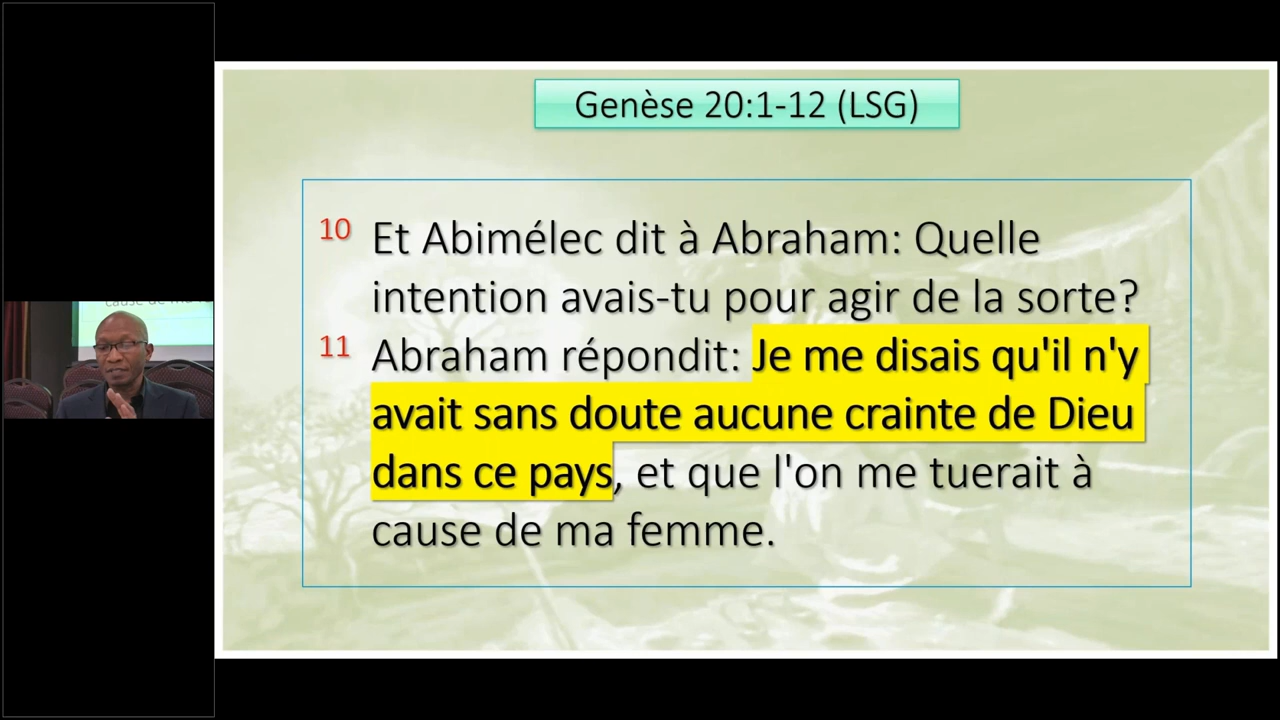 Genèse 20:1-12 (LSG)
10 Et Abimélec dit à Abraham: Quelle
intention avais-tu pour agir de la sorte?
11 Abraham répondit: Je me disais qu'il n'y
avait sans doute aucune crainte de Dieu
dans ce pays, et que l'on me tuerait à
cause de ma femme.